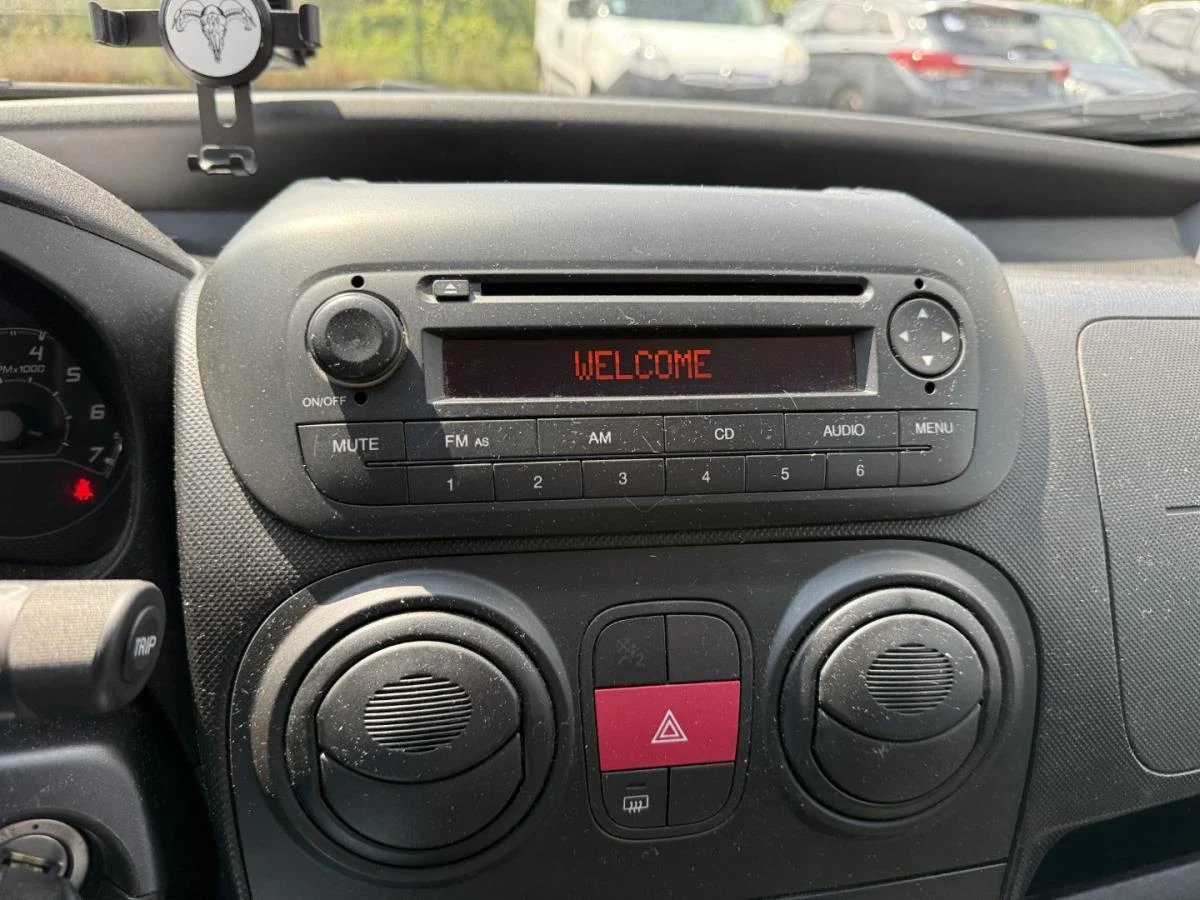 WELCOME
ON/OFF
MUTE FM AS AM CD AUDIO MENU
1 2 3 4 5 6
4
5
6
7
TRIP